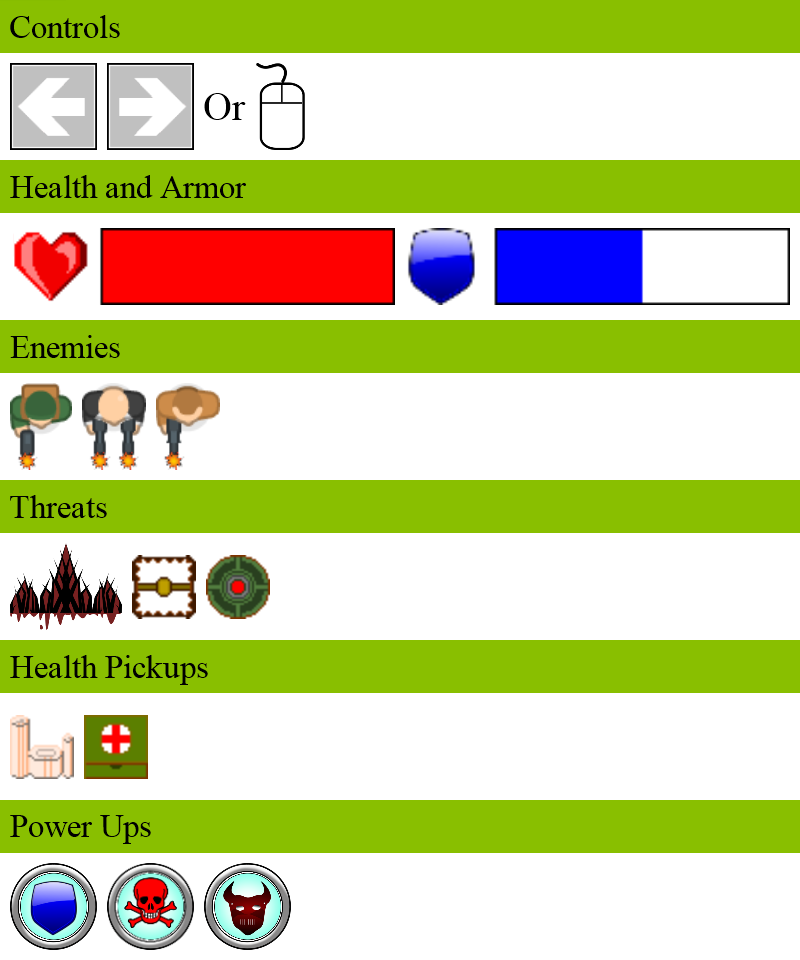 Controls
Or
Health and Armor
Enemies
Threats
Health Pickups
Power Ups